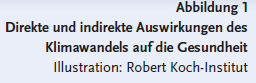 Abbildung 1
Direkte und indirekte Auswirkungen des
Klimawandels auf die Gesundheit
Illustration: Robert Koch-Institut